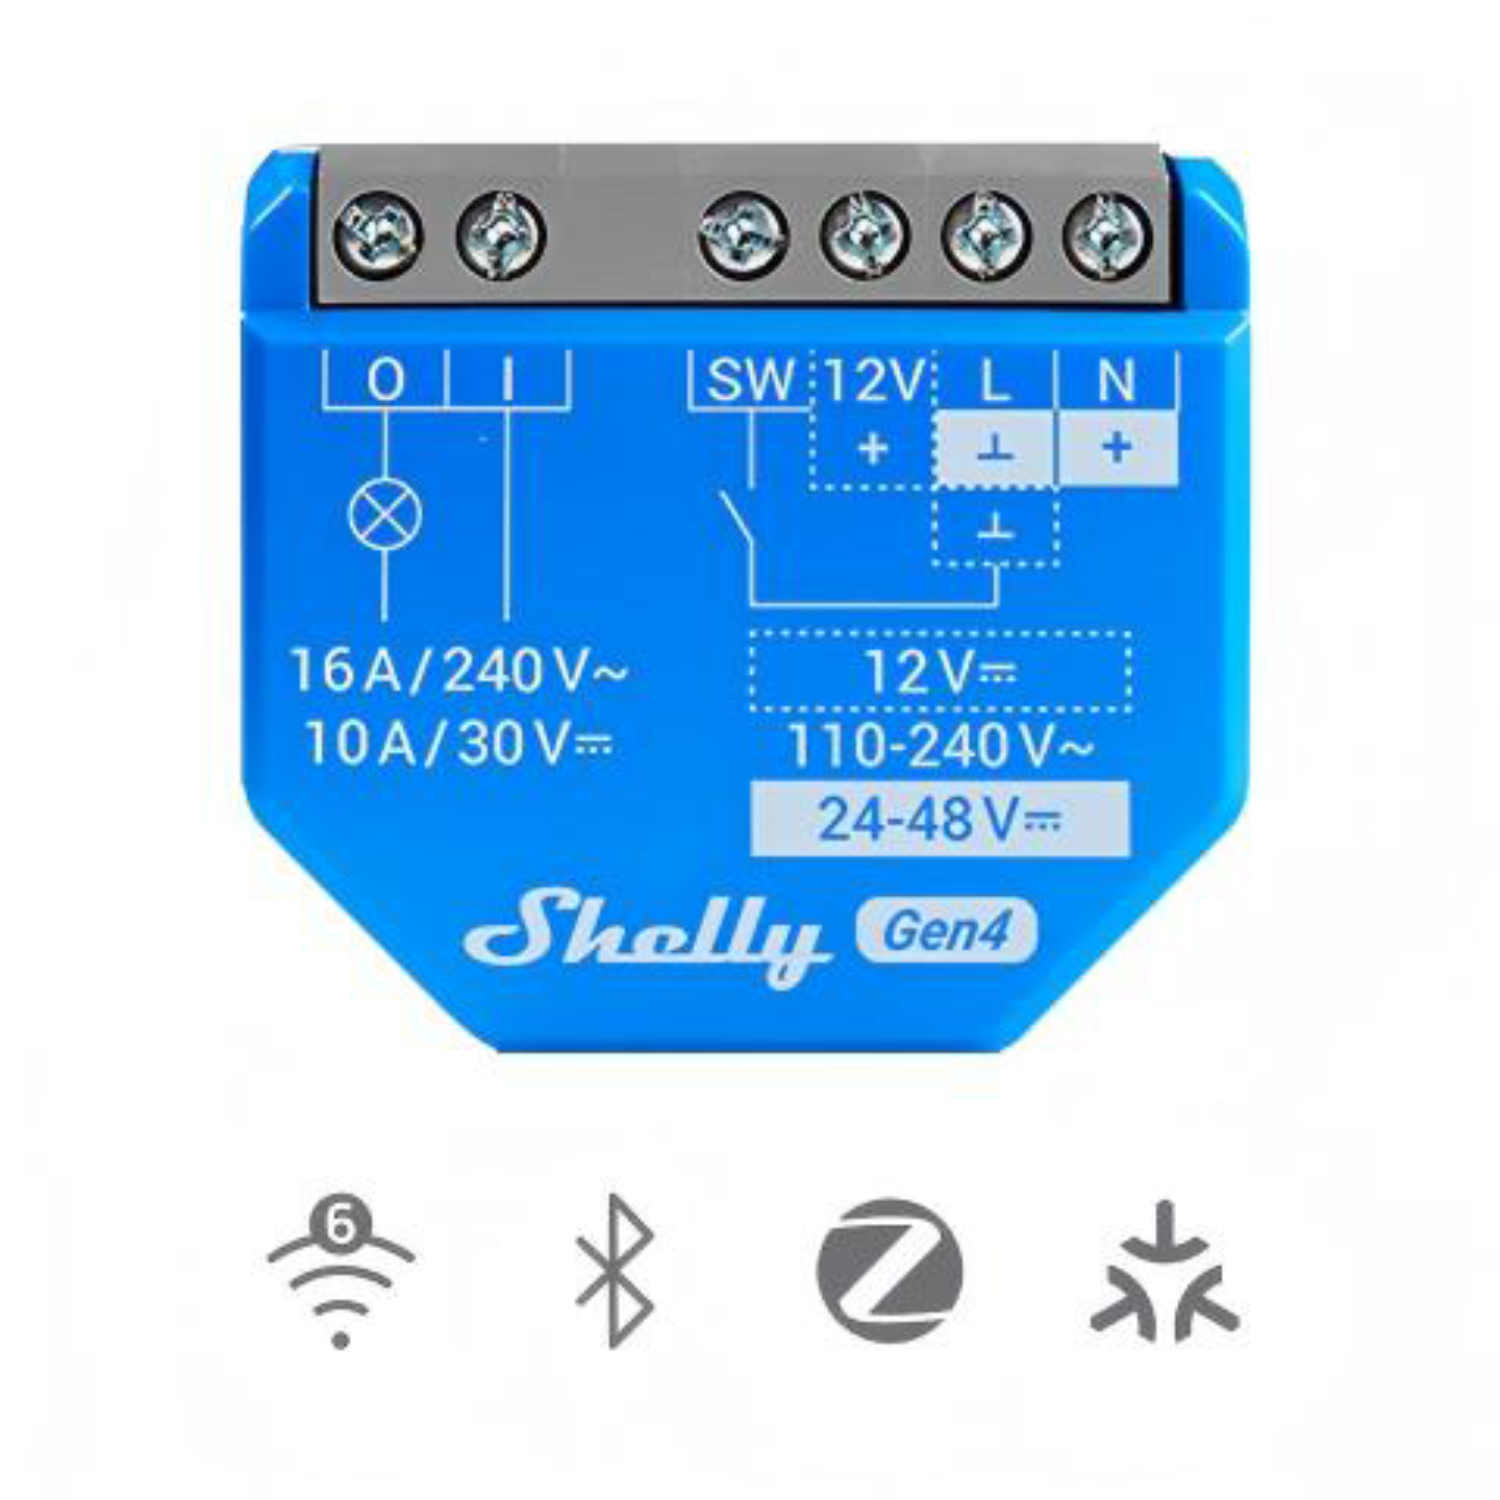 O I SW 12V L N
+ ⊥ +
⊥
16A/240V~
10A/30V⎓
12V⎓
110-240V~
24-48V⎓
Shelly Gen4
6